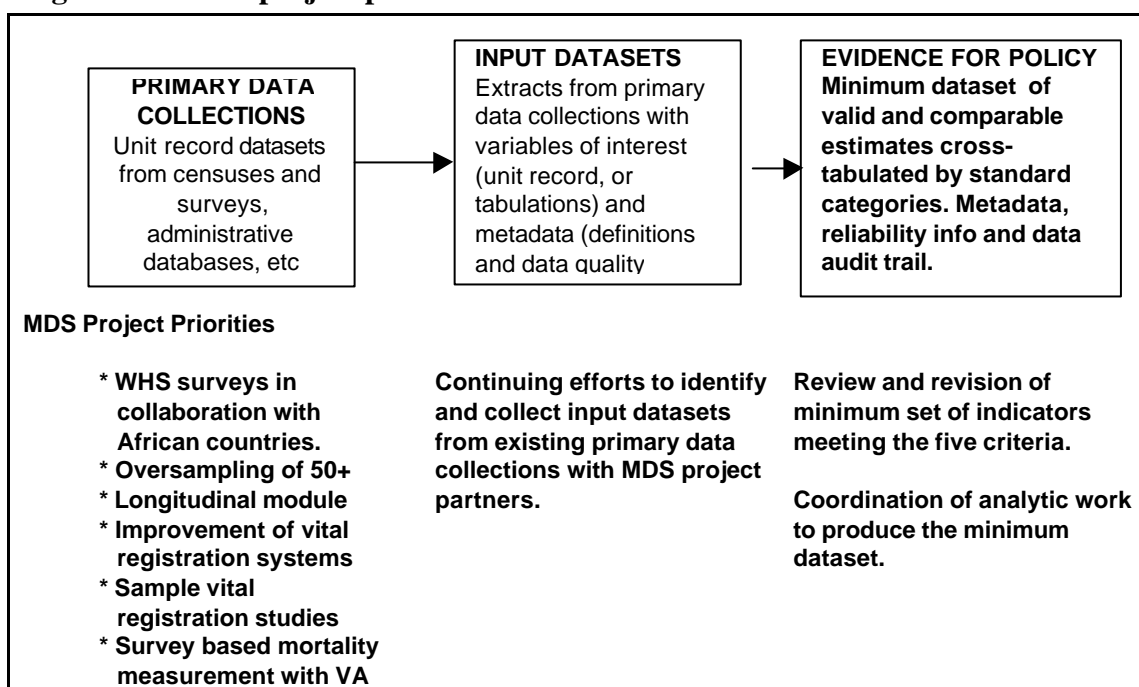 PRIMARY DATA
COLLECTIONS
Unit record datasets
from censuses and
surveys,
administrative
databases, etc
INPUT DATASETS
Extracts from primary
data collections with
variables of interest
(unit record, or
tabulations) and
metadata (definitions
and data quality
EVIDENCE FOR POLICY
Minimum dataset of
valid and comparable
estimates cross-
tabulated by standard
categories. Metadata,
reliability info and data
audit trail.
MDS Project Priorities
* WHS surveys in
collaboration with
African countries.
* Oversampling of 50+
* Longitudinal module
* Improvement of vital
registration systems
* Sample vital
registration studies
* Survey based mortality
measurement with VA
Continuing efforts to identify
and collect input datasets
from existing primary data
collections with MDS project
partners.
Review and revision of
minimum set of indicators
meeting the five criteria.
Coordination of analytic work
to produce the minimum
dataset.